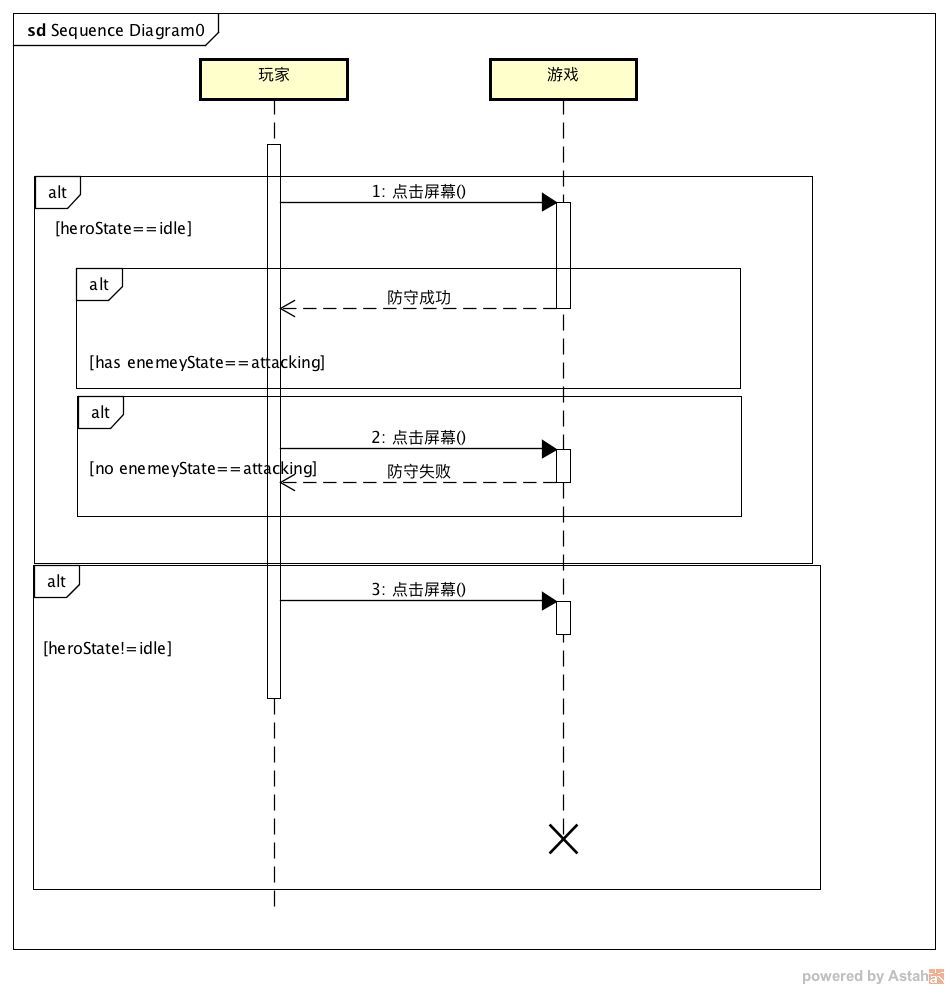 sd Sequence Diagram0
玩家
游戏
alt
1: 点击屏幕()
[heroState==idle]
alt
防守成功
[has enemeyState==attacking]
alt
2: 点击屏幕()
[no enemeyState==attacking]
防守失败
alt
3: 点击屏幕()
[heroState!=idle]
powered by Astah